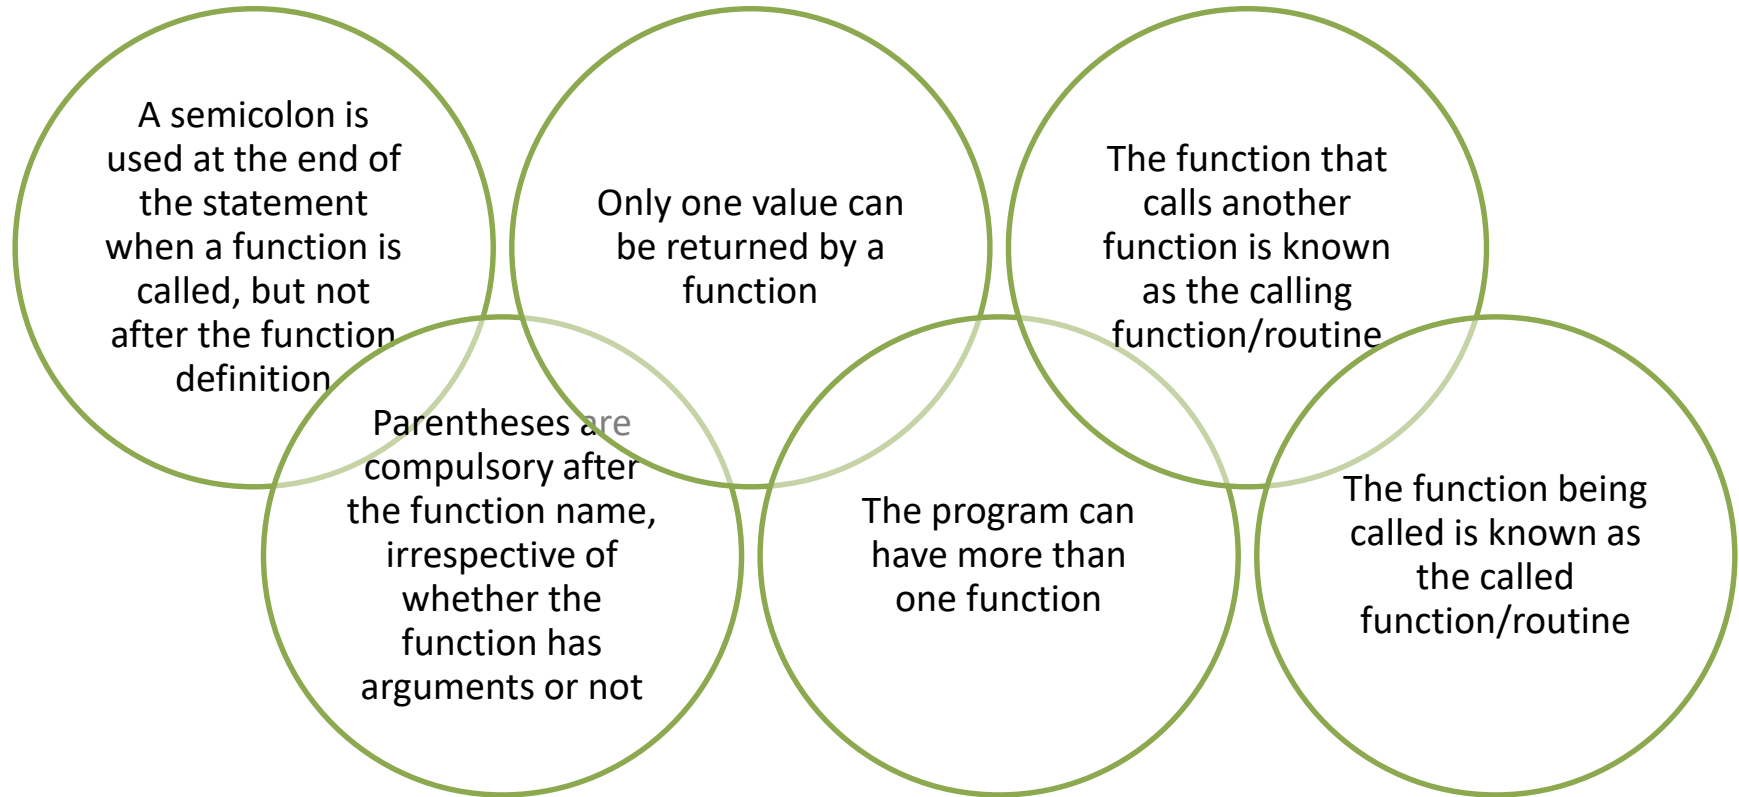 A semicolon is
used at the end of
the statement
when a function is
called, but not
after the function
definition
Parentheses are
compulsory after
the function name,
irrespective of
whether the
function has
arguments or not
Only one value can
be returned by a
function
The program can
have more than
one function
The function that
calls another
function is known
as the calling
function/routine
The function being
called is known as
the called
function/routine